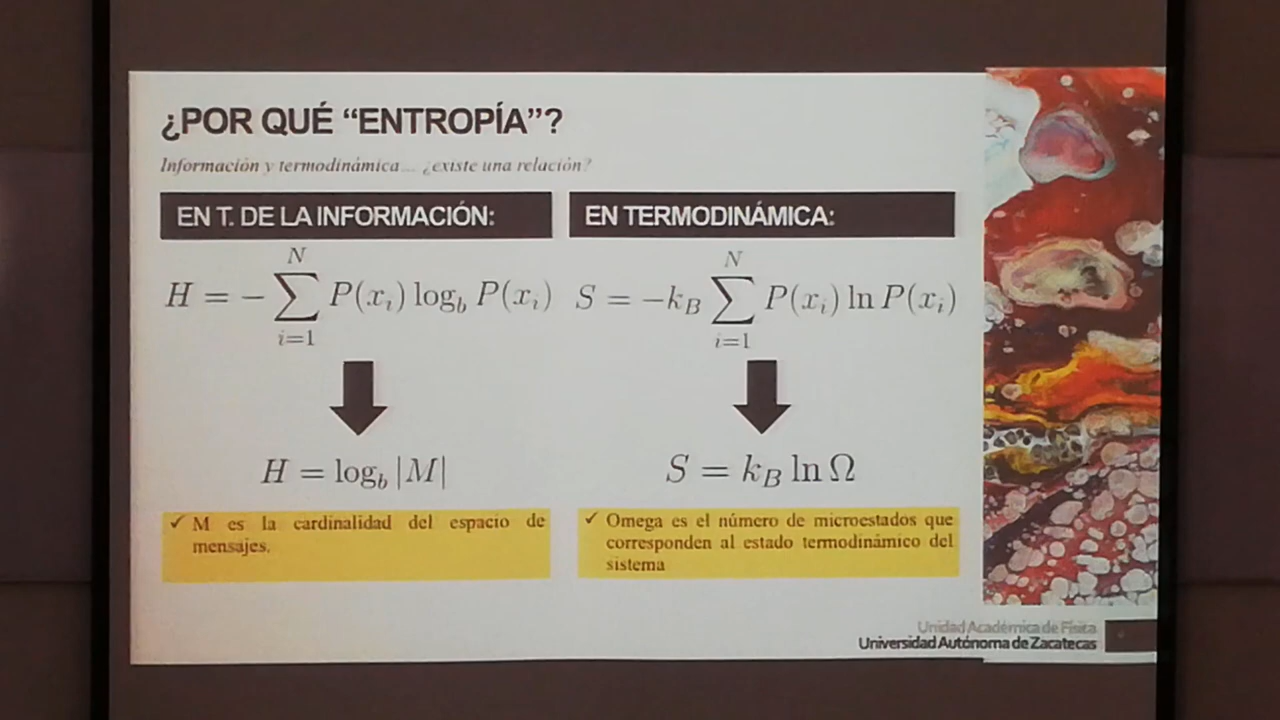 ¿POR QUÉ “ENTROPÍA”?
Información y termodinámica... ¿existe una relación?
EN T. DE LA INFORMACIÓN:
H = − ∑_{i=1}^{N} P(x_i) log_b P(x_i)
H = log_b |M|
✓ M es la cardinalidad del espacio de
mensajes.
EN TERMODINÁMICA:
S = −k_B ∑_{i=1}^{N} P(x_i) ln P(x_i)
S = k_B ln Ω
✓ Omega es el número de microestados que
corresponden al estado termodinámico del
sistema
Unidad Académica de Física
Universidad Autónoma de Zacatecas